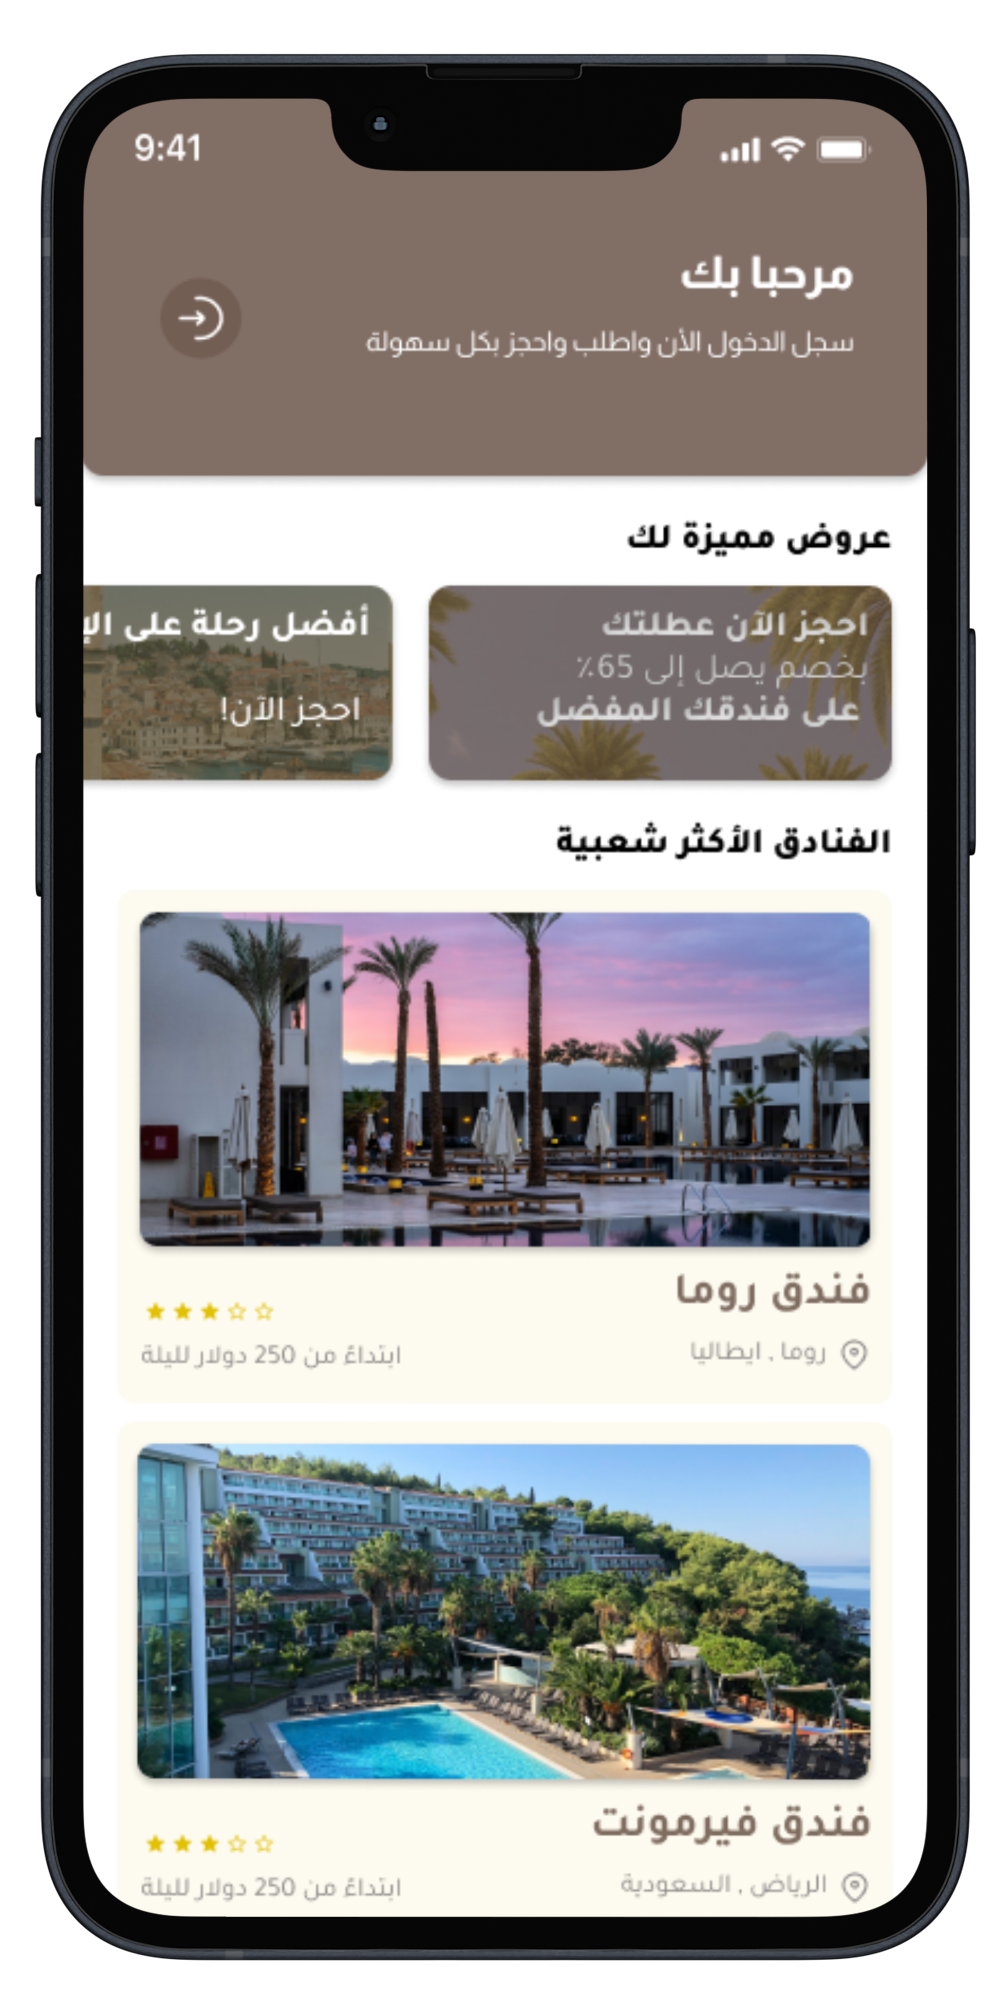 9:41
مرحبا بك
سجل الدخول الأن واطلب واحجز بكل سهولة
عروض مميزة لك
احجز الآن عطلتك
بخصم يصل إلى 65٪
على فندقك المفضل
أفضل رحلة على
احجز الآن!
الفنادق الأكثر شعبية
فندق روما
روما , ايطاليا
ابتداءً من 250 دولار لليلة
فندق فيرمونت
الرياض , السعودية
ابتداءً من 250 دولار لليلة